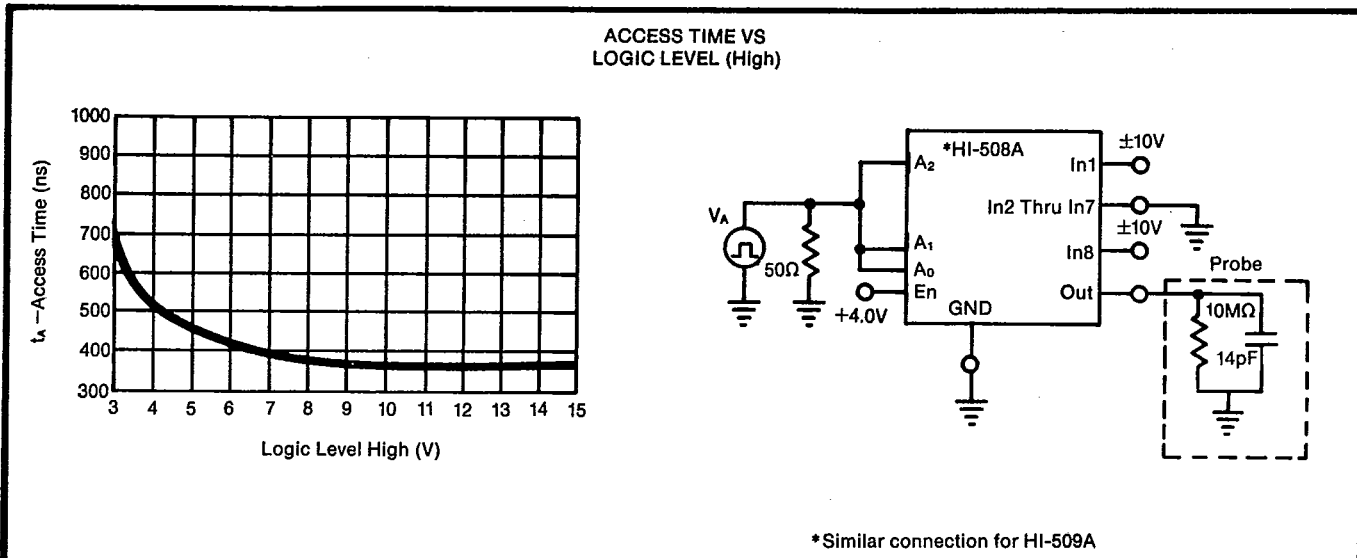 ACCESS TIME VS
LOGIC LEVEL (High)
tA —Access Time (ns)
1000
900
800
700
600
500
400
300
3 4 5 6 7 8 9 10 11 12 13 14 15
Logic Level High (V)
*HI-508A
VA
50Ω
A2
A1
A0
En
+4.0V
GND
In1
±10V
In2 Thru In7
±10V
In8
Out
Probe
10MΩ
14pF
*Similar connection for HI-509A